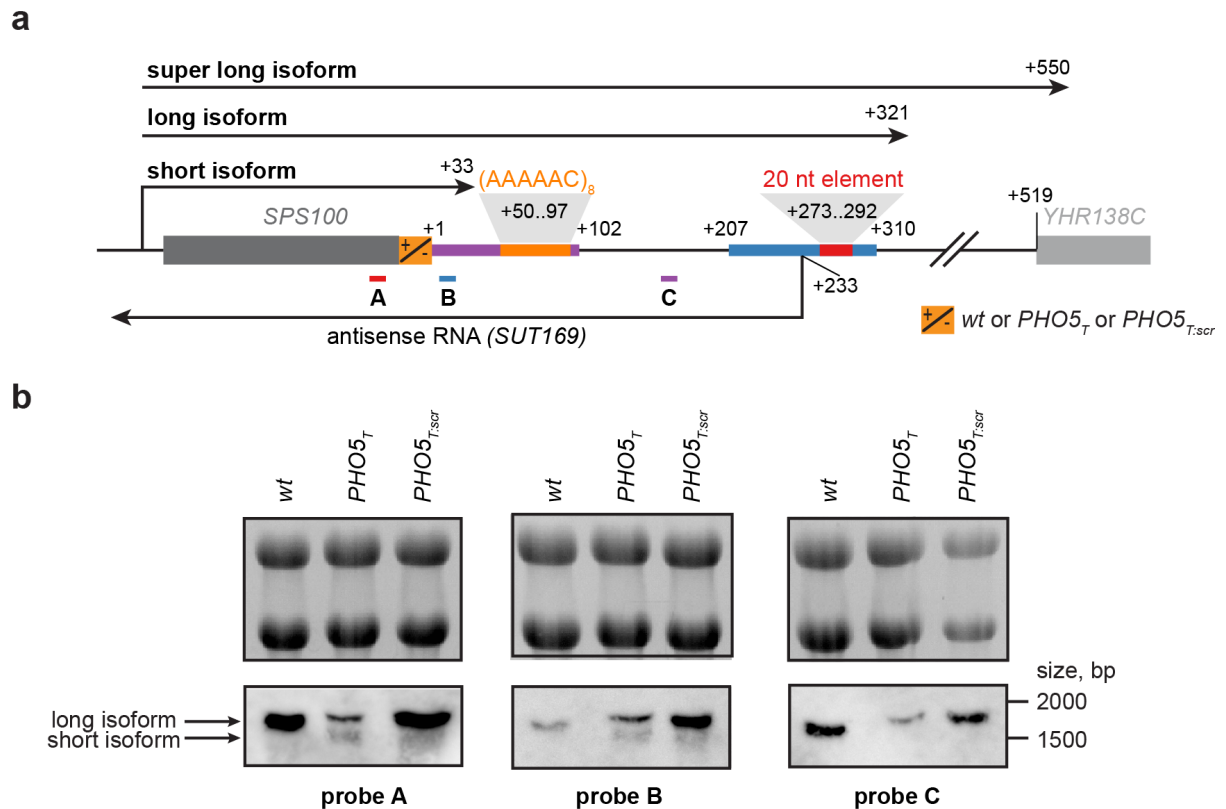 a
super long isoform
+550
long isoform
+321
short isoform
+33
(AAAAAC)8
20 nt element
SPS100
+ -
+1
+50..97
+102
+207
+273..292
+310
+519
YHR138C
A
B
C
+233
antisense RNA (SUT169)
+ - wt or PHO5T or PHO5T:scr
b
wt PHO5T PHO5T:scr
wt PHO5T PHO5T:scr
wt PHO5T PHO5T:scr
size, bp
long isoform
short isoform
2000
1500
probe A
probe B
probe C